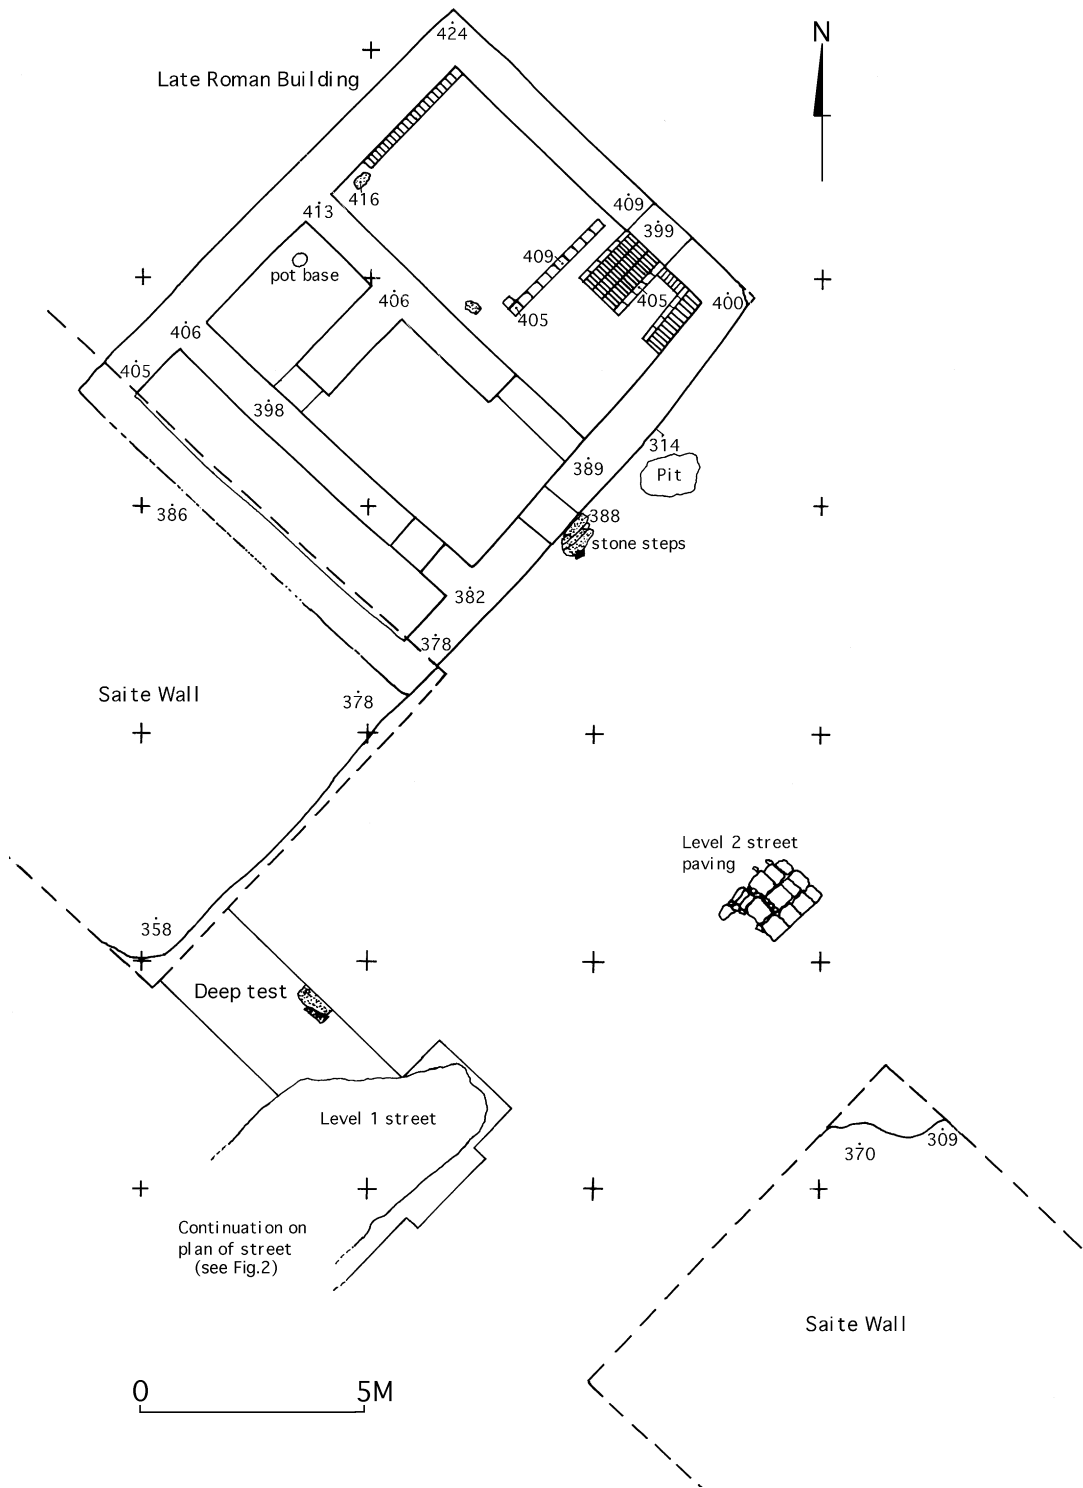 N
424
Late Roman Building
416
413
409
399
409
pot base
405
400
406
405
406
405
398
314
389
Pit
386
388
stone steps
382
378
Saite Wall
378
Level 2 street
paving
358
Deep test
Level 1 street
309
370
Continuation on
plan of street
(see Fig.2)
Saite Wall
0 5M